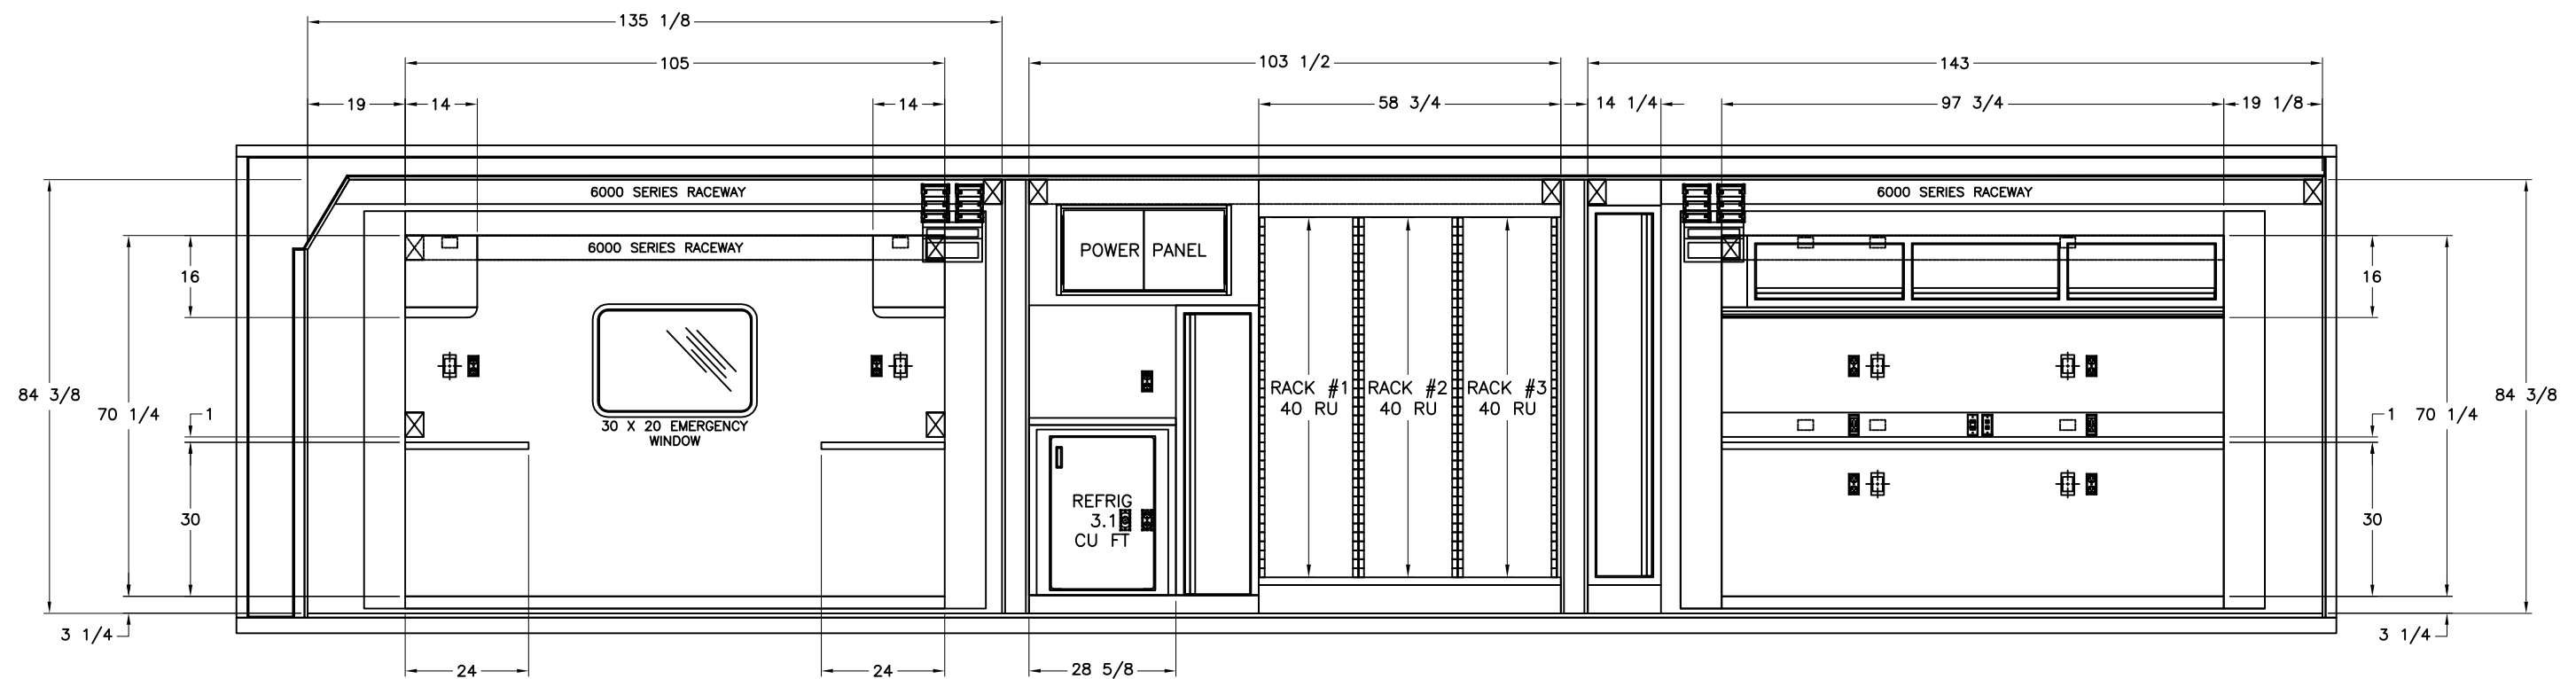 135 1/8
105
103 1/2
143
19
14
14
58 3/4
14 1/4
97 3/4
19 1/8
6000 SERIES RACEWAY
6000 SERIES RACEWAY
6000 SERIES RACEWAY
POWER PANEL
16
16
84 3/8
70 1/4
1
30 X 20 EMERGENCY
WINDOW
RACK #1
40 RU
RACK #2
40 RU
RACK #3
40 RU
1
70 1/4
84 3/8
REFRIG
3.1
CU FT
30
30
3 1/4
3 1/4
24
24
28 5/8